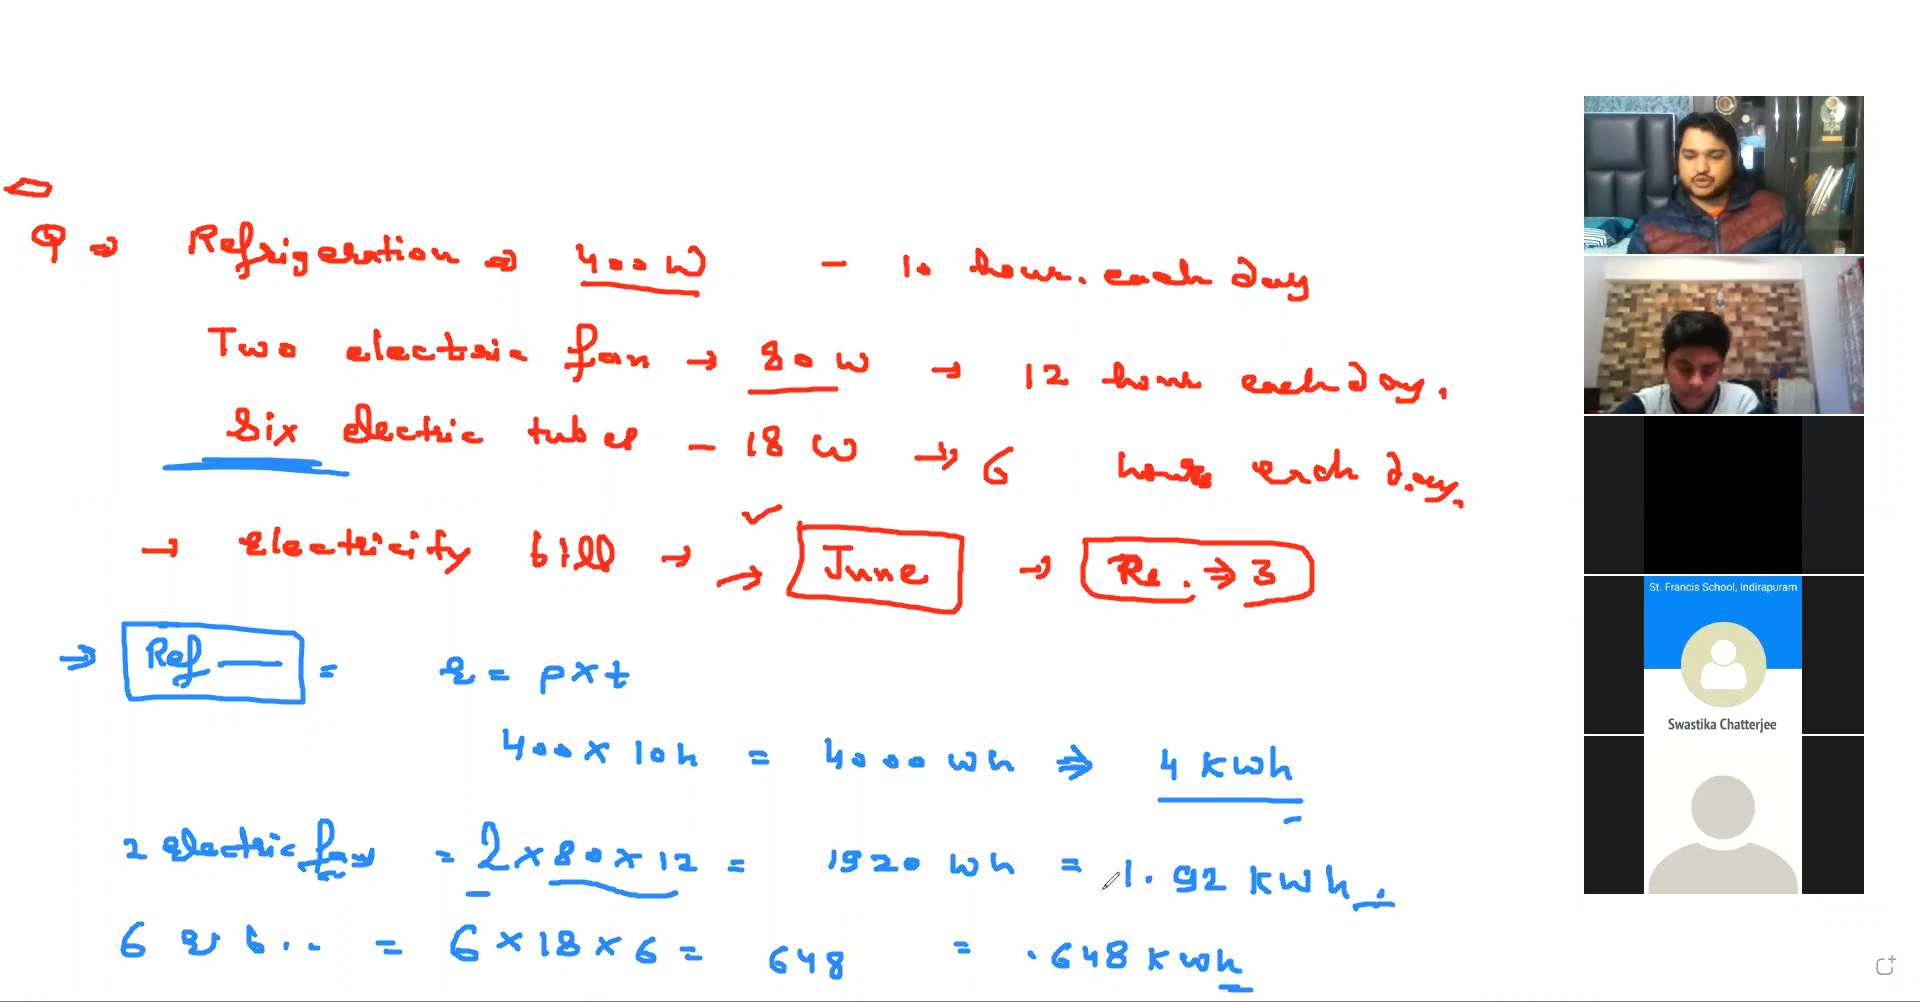 Q ⇒ Refrigeration ⇒ 400 W - 10 hour. each day
Two electric fan → 80 W → 12 hour each day.
Six electric tubes - 18 W → 6 hours each day.
→ electricity bill → → June → Re. → 3
⇒ Ref — = E = P x t
400 x 10h = 4000 wh ⇒ 4 kwh
2 electric fan = 2 x 80 x 12 = 1920 wh = 1.92 kwh.
6 = 6 x 18 x 6 = 648 = .648 kwh
St. Francis School, Indirapuram
Swastika Chatterjee